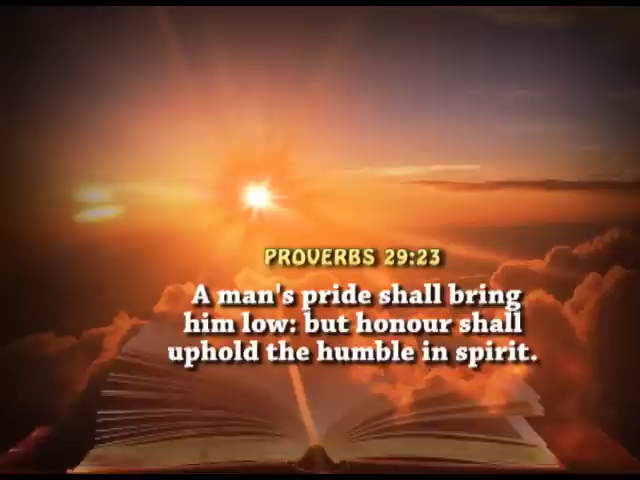 PROVERBS 29:23
A man's pride shall bring
him low: but honour shall
uphold the humble in spirit.